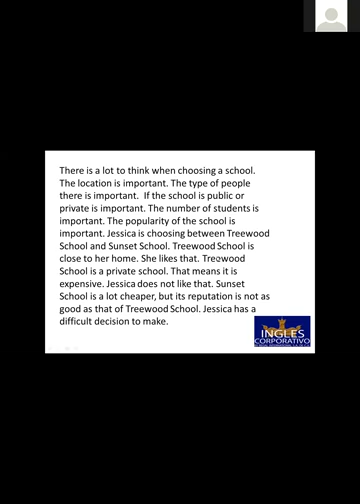 There is a lot to think when choosing a school.
The location is important. The type of people
there is important.  If the school is public or
private is important. The number of students is
important. The popularity of the school is
important. Jessica is choosing between Treewood
School and Sunset School. Treewood School is
close to her home. She likes that. Treewood
School is a private school. That means it is
expensive. Jessica does not like that. Sunset
School is a lot cheaper, but its reputation is not as
good as that of Treewood School. Jessica has a
difficult decision to make.
INGLES
CORPORATIVO